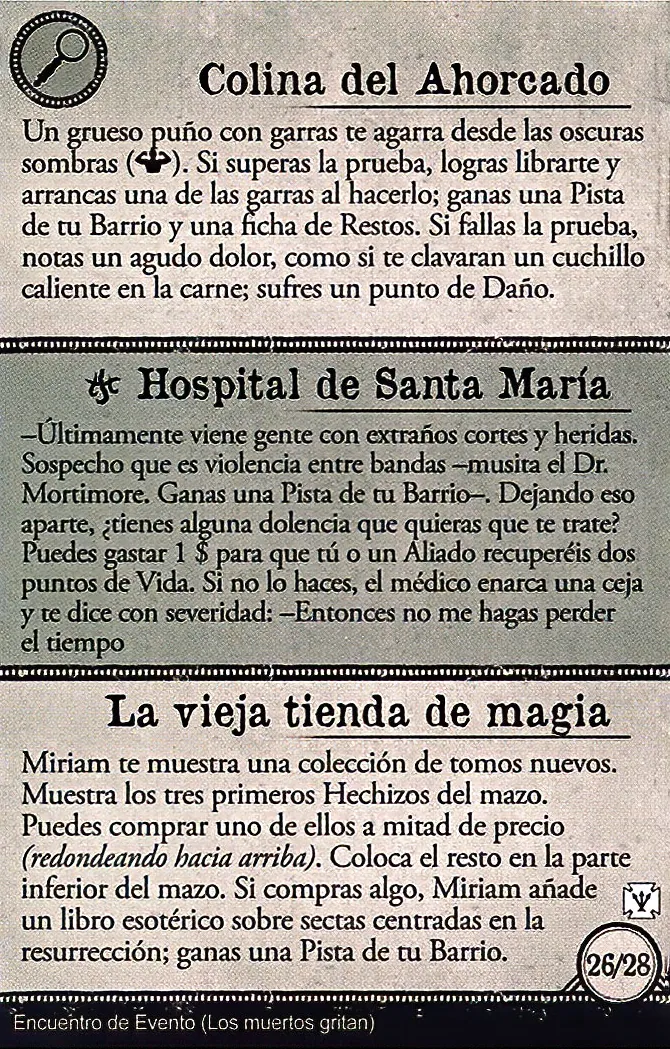 Colina del Ahorcado
Un grueso puño con garras te agarra desde las oscuras
sombras (). Si superas la prueba, logras librarte y
arrancas una de las garras al hacerlo; ganas una Pista
de tu Barrio y una ficha de Restos. Si fallas la prueba,
notas un agudo dolor, como si te clavaran un cuchillo
caliente en la carne; sufres un punto de Daño.
Hospital de Santa María
–Últimamente viene gente con extraños cortes y heridas.
Sospecho que es violencia entre bandas –musita el Dr.
Mortimore. Ganas una Pista de tu Barrio–. Dejando eso
aparte, ¿tienes alguna dolencia que quieras que te trate?
Puedes gastar 1 $ para que tú o un Aliado recuperéis dos
puntos de Vida. Si no lo haces, el médico enarca una ceja
y te dice con severidad: –Entonces no me hagas perder
el tiempo
La vieja tienda de magia
Miriam te muestra una colección de tomos nuevos.
Muestra los tres primeros Hechizos del mazo.
Puedes comprar uno de ellos a mitad de precio
(redondeando hacia arriba). Coloca el resto en la parte
inferior del mazo. Si compras algo, Miriam añade
un libro esotérico sobre sectas centradas en la
resurrección; ganas una Pista de tu Barrio.
26/28
Encuentro de Evento (Los muertos gritan)